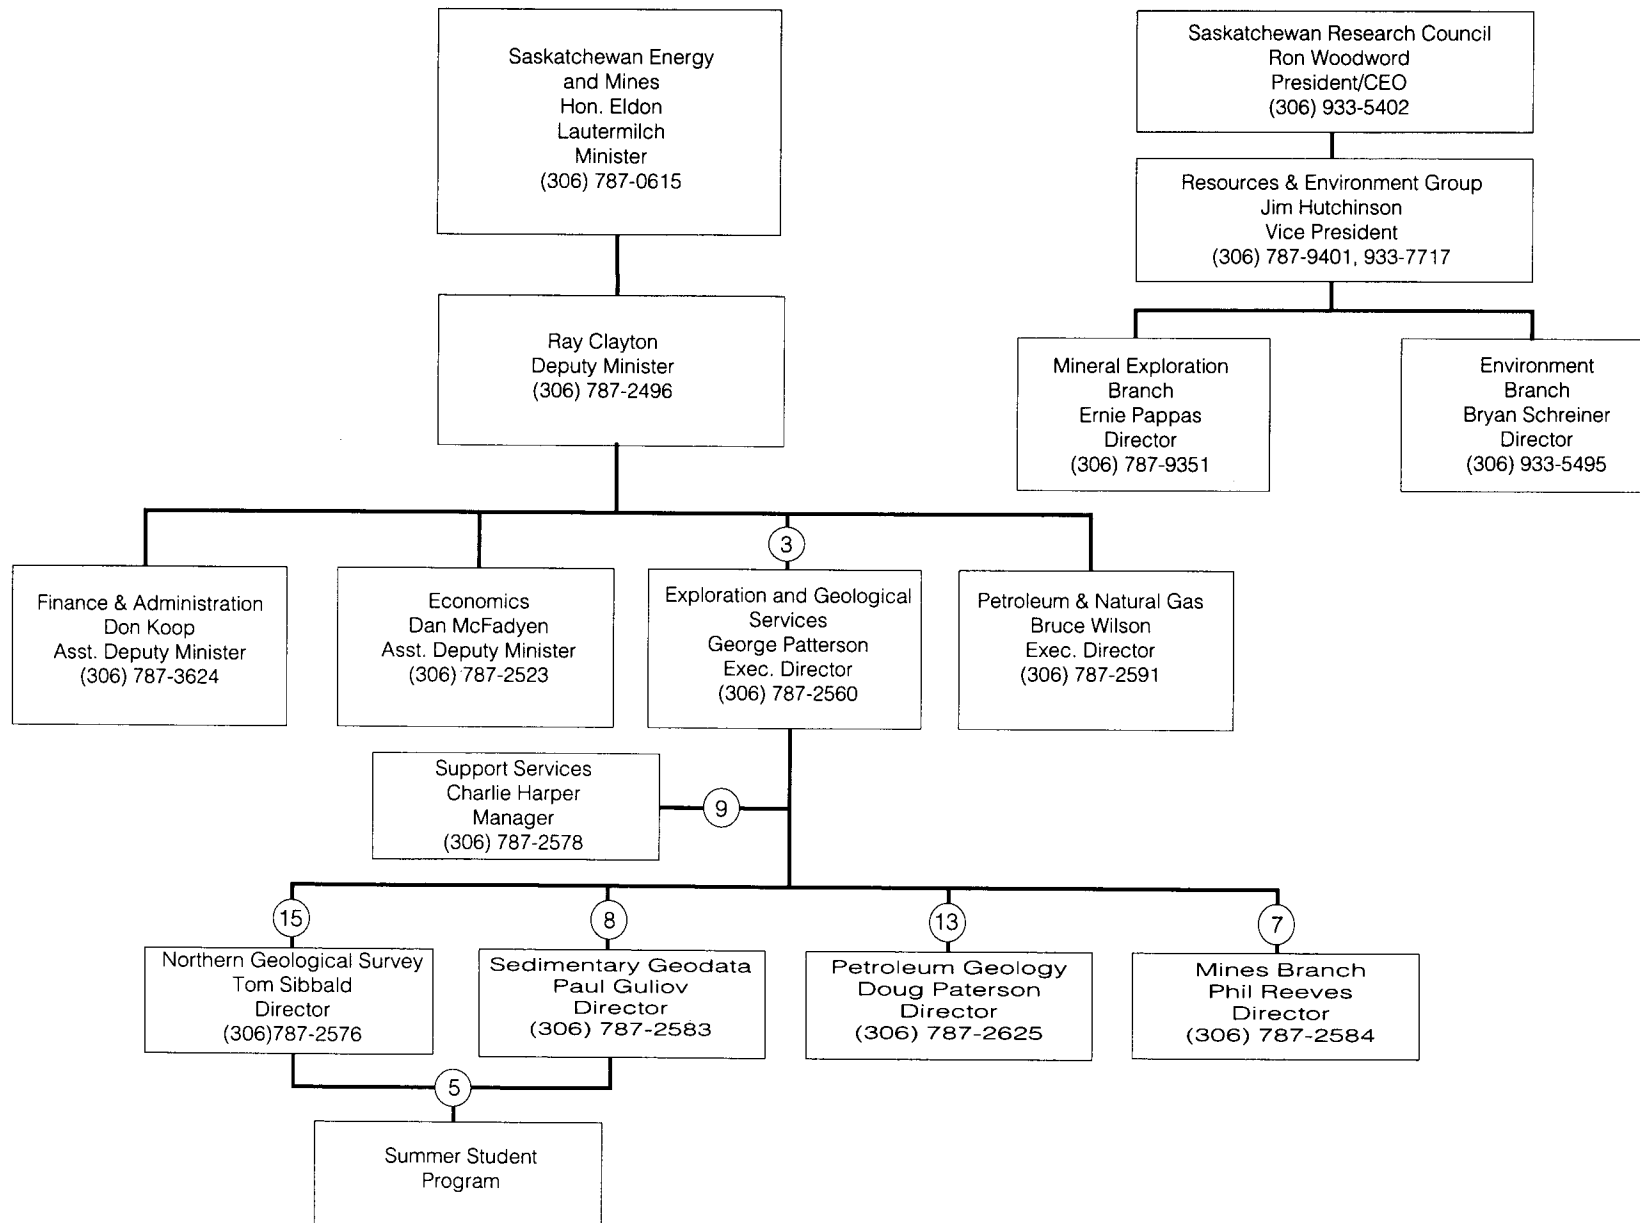 Saskatchewan Energy
and Mines
Hon. Eldon
Lautermilch
Minister
(306) 787-0615
Saskatchewan Research Council
Ron Woodword
President/CEO
(306) 933-5402
Resources & Environment Group
Jim Hutchinson
Vice President
(306) 787-9401, 933-7717
Ray Clayton
Deputy Minister
(306) 787-2496
Mineral Exploration
Branch
Ernie Pappas
Director
(306) 787-9351
Environment
Branch
Bryan Schreiner
Director
(306) 933-5495
3
Finance & Administration
Don Koop
Asst. Deputy Minister
(306) 787-3624
Economics
Dan McFadyen
Asst. Deputy Minister
(306) 787-2523
Exploration and Geological
Services
George Patterson
Exec. Director
(306) 787-2560
Petroleum & Natural Gas
Bruce Wilson
Exec. Director
(306) 787-2591
Support Services
Charlie Harper
Manager
(306) 787-2578
9
15
8
13
7
Northern Geological Survey
Tom Sibbald
Director
(306)787-2576
Sedimentary Geodata
Paul Guliov
Director
(306) 787-2583
Petroleum Geology
Doug Paterson
Director
(306) 787-2625
Mines Branch
Phil Reeves
Director
(306) 787-2584
5
Summer Student
Program